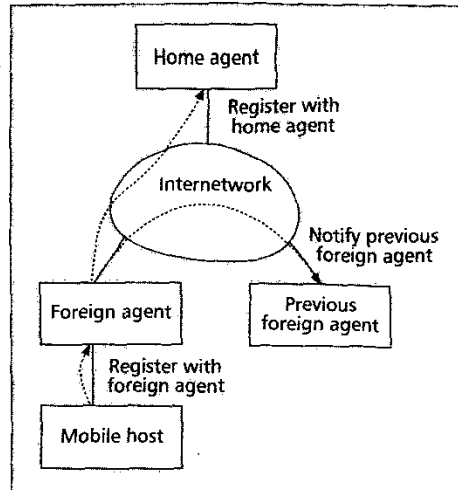 Home agent
Register with
home agent
Internetwork
Notify previous
foreign agent
Foreign agent
Previous
foreign agent
Register with
foreign agent
Mobile host